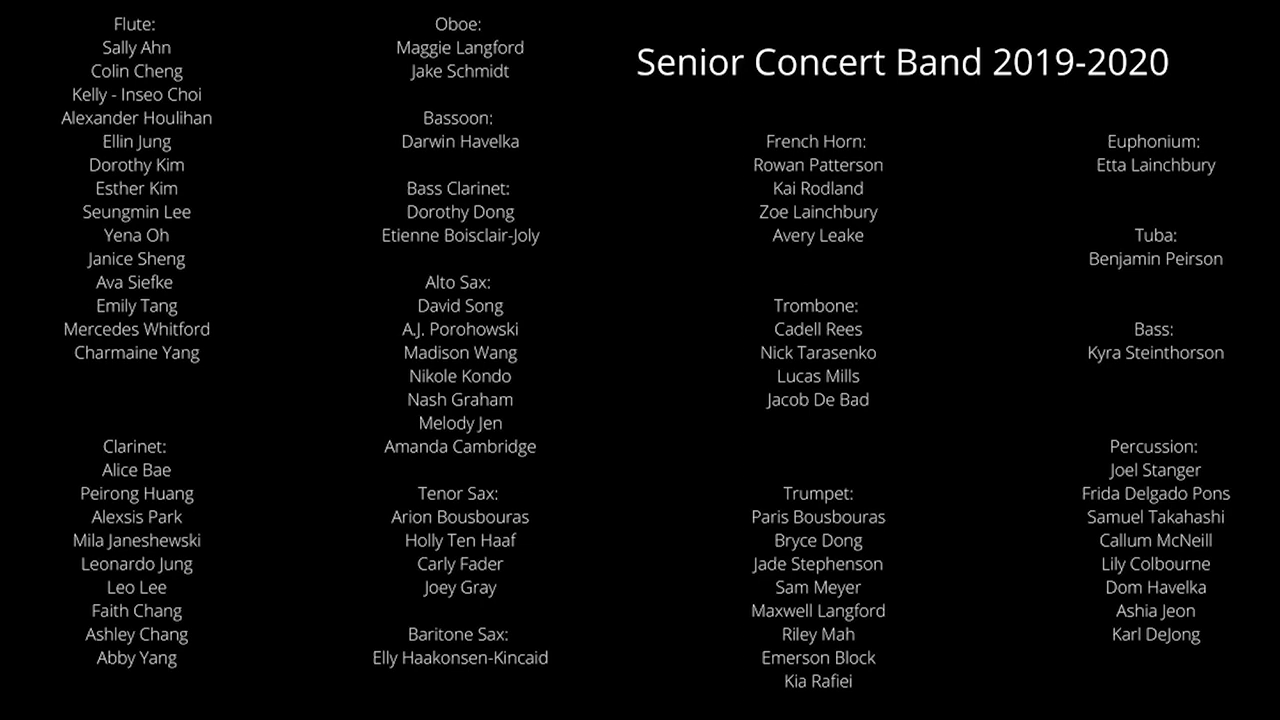 Flute:
Sally Ahn
Colin Cheng
Kelly - Inseo Choi
Alexander Houlihan
Ellin Jung
Dorothy Kim
Esther Kim
Seungmin Lee
Yena Oh
Janice Sheng
Ava Siefke
Emily Tang
Mercedes Whitford
Charmaine Yang
Clarinet:
Alice Bae
Peirong Huang
Alexsis Park
Mila Janeshewski
Leonardo Jung
Leo Lee
Faith Chang
Ashley Chang
Abby Yang
Oboe:
Maggie Langford
Jake Schmidt
Bassoon:
Darwin Havelka
Bass Clarinet:
Dorothy Dong
Etienne Boisclair-Joly
Alto Sax:
David Song
A.J. Porohowski
Madison Wang
Nikole Kondo
Nash Graham
Melody Jen
Amanda Cambridge
Tenor Sax:
Arion Bousbouras
Holly Ten Haaf
Carly Fader
Joey Gray
Baritone Sax:
Elly Haakonsen-Kincaid
Senior Concert Band 2019-2020
French Horn:
Rowan Patterson
Kai Rodland
Zoe Lainchbury
Avery Leake
Trombone:
Cadell Rees
Nick Tarasenko
Lucas Mills
Jacob De Bad
Trumpet:
Paris Bousbouras
Bryce Dong
Jade Stephenson
Sam Meyer
Maxwell Langford
Riley Mah
Emerson Block
Kia Rafiei
Euphonium:
Etta Lainchbury
Tuba:
Benjamin Peirson
Bass:
Kyra Steinthorson
Percussion:
Joel Stanger
Frida Delgado Pons
Samuel Takahashi
Callum McNeill
Lily Colbourne
Dom Havelka
Ashia Jeon
Karl DeJong